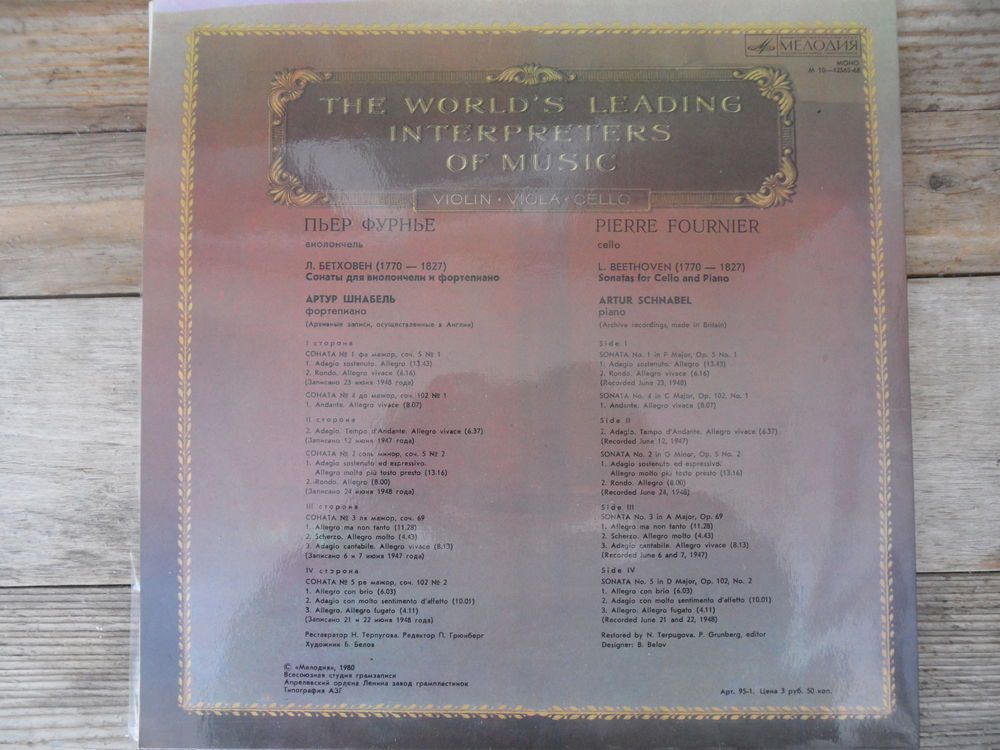 МЕЛОДИЯ
МОНО
М 10—42565-68
THE WORLD'S LEADING
INTERPRETERS
OF MUSIC
VIOLIN · VIOLA · CELLO
ПЬЕР ФУРНЬЕ
виолончель
Л. БЕТХОВЕН (1770 — 1827)
Сонаты для виолончели и фортепиано
АРТУР ШНАБЕЛЬ
фортепиано
(Архивные записи, осуществленные в Англии)
I сторона
СОНАТА № 1 фа мажор, соч. 5 № 1
1. Adagio sostenuto. Allegro (13.43)
2. Rondo. Allegro vivace (6.16)
(Записано 23 июня 1948 года)
СОНАТА № 4 до мажор, соч. 102 № 1
1. Andante. Allegro vivace (8.07)
II сторона
2. Adagio. Tempo d'Andante. Allegro vivace (6.37)
(Записано 12 июня 1947 года)
СОНАТА № 2 соль минор, соч. 5 № 2
1. Adagio sostenuto ed espressivo.
Allegro molto più tosto presto (13.16)
2. Rondo. Allegro (8.00)
(Записано 24 июня 1948 года)
III сторона
СОНАТА № 3 ля мажор, соч. 69
1. Allegro ma non tanto (11.28)
2. Scherzo. Allegro molto (4.43)
3. Adagio cantabile. Allegro vivace (8.13)
(Записано 6 и 7 июня 1947 года)
IV сторона
СОНАТА № 5 ре мажор, соч. 102 № 2
1. Allegro con brio (6.03)
2. Adagio con molto sentimento d'affetto (10.01)
3. Allegro. Allegro fugato (4.11)
(Записано 21 и 22 июня 1948 года)
Реставратор Н. Терпугова. Редактор П. Грюнберг
Художник Б. Белов
© «Мелодия», 1980
Всесоюзная студия грамзаписи
Апрелевский ордена Ленина завод грампластинок
Типография АЗГ
PIERRE FOURNIER
cello
L. BEETHOVEN (1770 — 1827)
Sonatas for Cello and Piano
ARTUR SCHNABEL
piano
(Archive recordings, made in Britain)
Side I
SONATA No. 1 in F Major, Op. 5 No. 1
1. Adagio sostenuto. Allegro (13.43)
2. Rondo. Allegro vivace (6.16)
(Recorded June 23, 1948)
SONATA No. 4 in C Major, Op. 102, No. 1
1. Andante. Allegro vivace (8.07)
Side II
2. Adagio. Tempo d'Andante. Allegro vivace (6.37)
(Recorded June 12, 1947)
SONATA No. 2 in G Minor, Op. 5 No. 2
1. Adagio sostenuto ed espressivo.
Allegro molto più tosto presto (13.16)
2. Rondo. Allegro (8.00)
(Recorded June 24, 1948)
Side III
SONATA No. 3 in A Major, Op. 69
1. Allegro ma non tanto (11.28)
2. Scherzo. Allegro molto (4.43)
3. Adagio cantabile. Allegro vivace (8.13)
(Recorded June 6 and 7, 1947)
Side IV
SONATA No. 5 in D Major, Op. 102, No. 2
1. Allegro con brio (6.03)
2. Adagio con molto sentimento d'affetto (10.01)
3. Allegro. Allegro fugato (4.11)
(Recorded June 21 and 22, 1948)
Restored by N. Terpugova. P. Grunberg, editor
Designer: B. Belov
Арт. 95-1. Цена 3 руб. 50 коп.